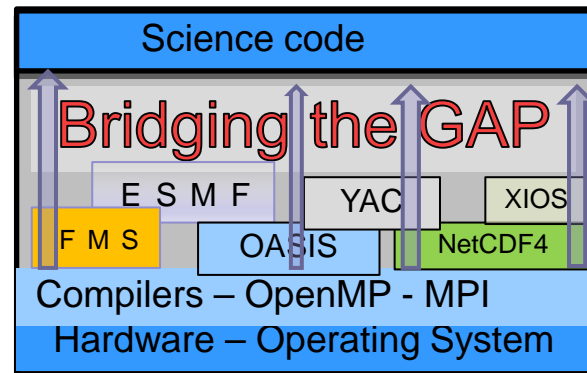 Science code
Bridging the GAP
E S M F
YAC
XIOS
F M S
OASIS
NetCDF4
Compilers – OpenMP - MPI
Hardware – Operating System